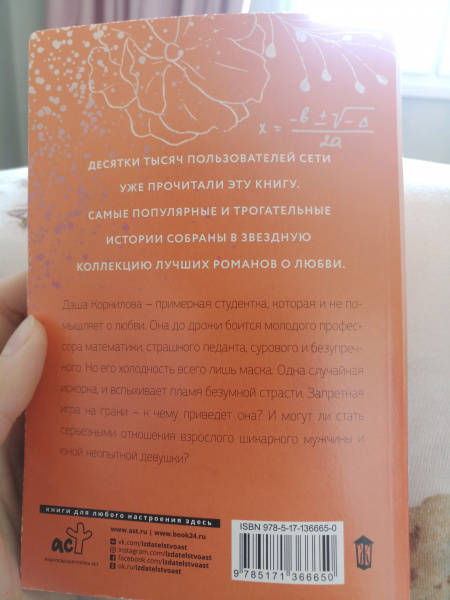 x = -b ± √-Δ
2a
ДЕСЯТКИ ТЫСЯЧ ПОЛЬЗОВАТЕЛЕЙ СЕТИ
УЖЕ ПРОЧИТАЛИ ЭТУ КНИГУ.
САМЫЕ ПОПУЛЯРНЫЕ И ТРОГАТЕЛЬНЫЕ
ИСТОРИИ СОБРАНЫ В ЗВЕЗДНУЮ
КОЛЛЕКЦИЮ ЛУЧШИХ РОМАНОВ О ЛЮБВИ.
Даша Корнилова – примерная студентка, которая и не по-
мышляет о любви. Она до дрожи боится молодого профес-
сора математики, страшного педанта, сурового и безупреч-
ного. Но его холодность всего лишь маска. Одна случайная
искорка, и вспыхивает пламя безумной страсти. Запретная
игра на грани – к чему приведет она? И могут ли стать
серьезными отношения взрослого шикарного мужчины и
юной неопытной девушки?
книги для любого настроения здесь
act
www.ast.ru | www.book24.ru
vk.com/izdatelstvoast
instagram.com/izdatelstvoast
facebook.com/izdatelstvoast
ok.ru/izdatelstvoast
ISBN 978-5-17-136665-0
9 785171 366650